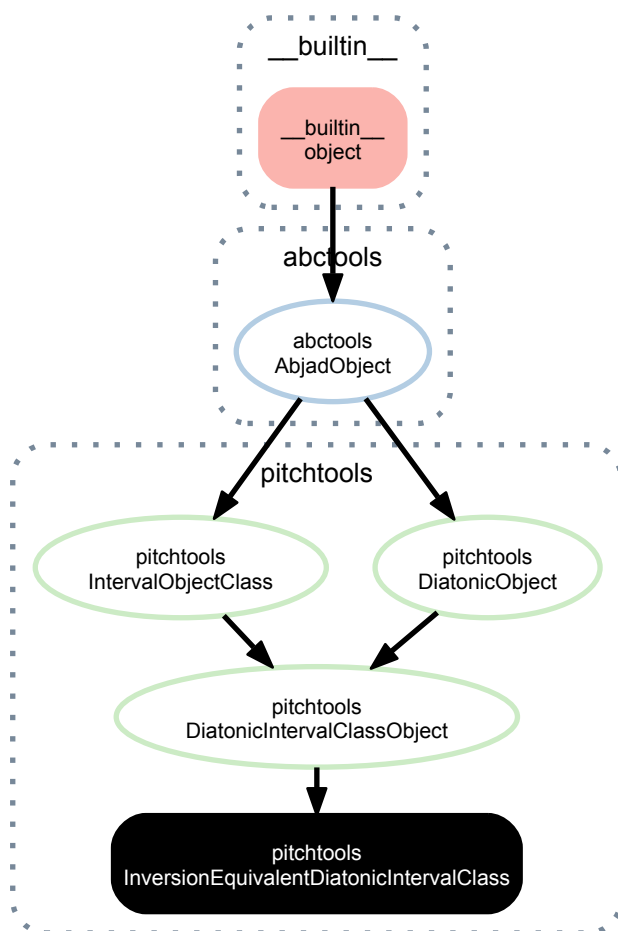 __builtin__
__builtin__
object
abctools
abctools
AbjadObject
pitchtools
pitchtools
IntervalObjectClass
pitchtools
DiatonicObject
pitchtools
DiatonicIntervalClassObject
pitchtools
InversionEquivalentDiatonicIntervalClass